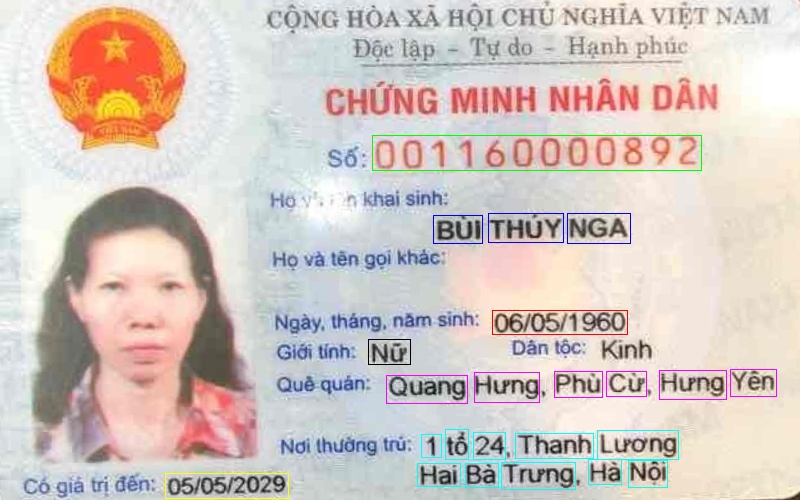 CỘNG HÒA XÃ HỘI CHỦ NGHĨA VIỆT NAM
Độc lập - Tự do - Hạnh phúc
CHỨNG MINH NHÂN DÂN
VIỆT NAM
Số: 001160000892
Họ và tên khai sinh:
BÙI THÚY NGA
Họ và tên gọi khác:
Ngày, tháng, năm sinh: 06/05/1960
Giới tính: Nữ Dân tộc: Kinh
Quê quán: Quang Hưng, Phù Cừ, Hưng Yên
Nơi thường trú: 1 tổ 24, Thanh Lương
Hai Bà Trưng, Hà Nội
Có giá trị đến: 05/05/2029